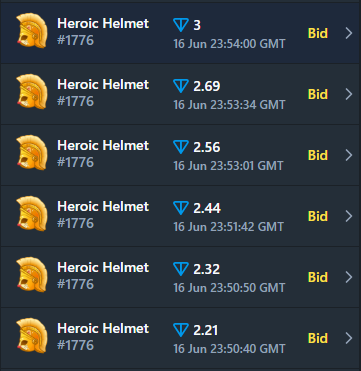 Heroic Helmet 3
#1776 16 Jun 23:54:00 GMT Bid
Heroic Helmet 2.69
#1776 16 Jun 23:53:34 GMT Bid
Heroic Helmet 2.56
#1776 16 Jun 23:53:01 GMT Bid
Heroic Helmet 2.44
#1776 16 Jun 23:51:42 GMT Bid
Heroic Helmet 2.32
#1776 16 Jun 23:50:50 GMT Bid
Heroic Helmet 2.21
#1776 16 Jun 23:50:40 GMT Bid